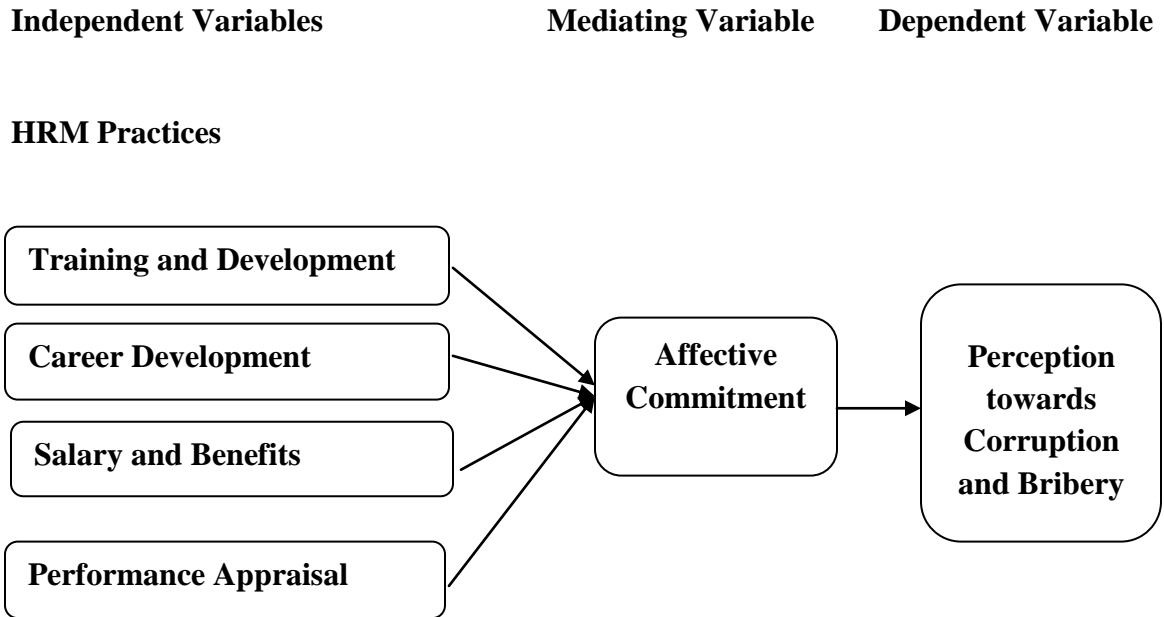 Independent Variables
Mediating Variable
Dependent Variable
HRM Practices
Training and Development
Career Development
Salary and Benefits
Performance Appraisal
Affective
Commitment
Perception
towards
Corruption
and Bribery